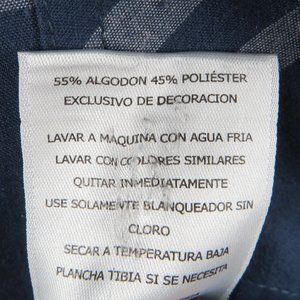 55% ALGODON 45% POLIÉSTER
EXCLUSIVO DE DECORACION
LAVAR A MAQUINA CON AGUA FRIA
LAVAR CON COLORES SIMILARES
QUITAR INMEDIATAMENTE
USE SOLAMENTE BLANQUEADOR SIN
CLORO
SECAR A TEMPERATURA BAJA
PLANCHA TIBIA SI SE NECESITA